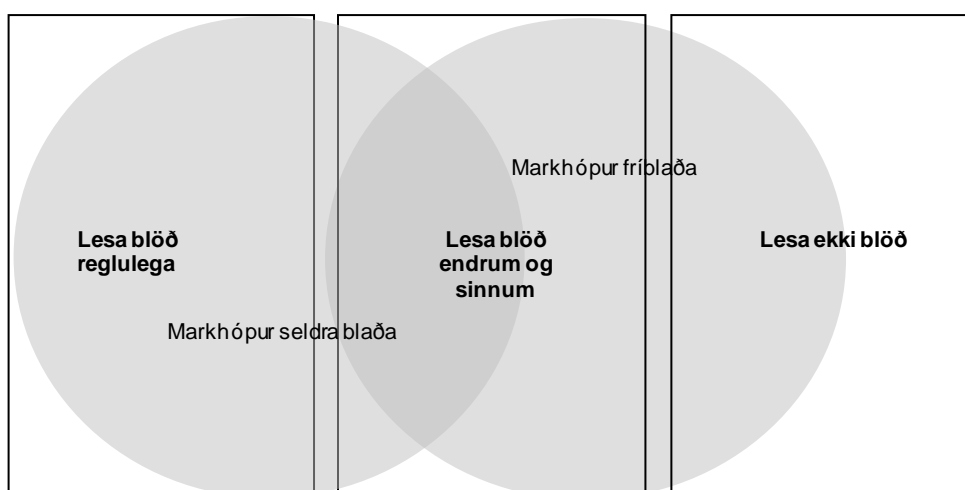 Markhópur fríblaða
Lesa blöð
reglulega
Lesa blöð
endrum og
sinnum
Lesa ekki blöð
Markhópur seldra blaða